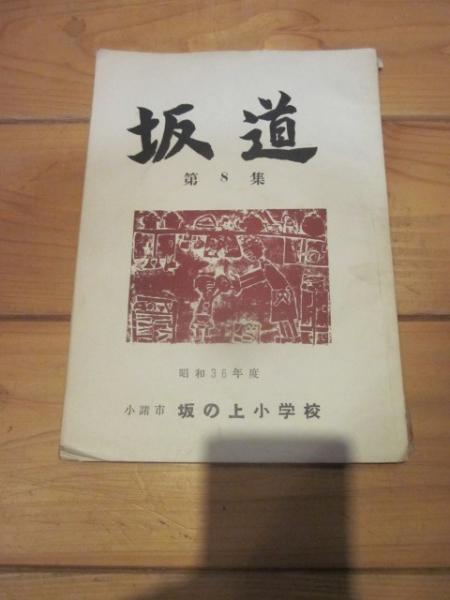 坂道
第8集
昭和36年度
小諸市 坂の上小学校